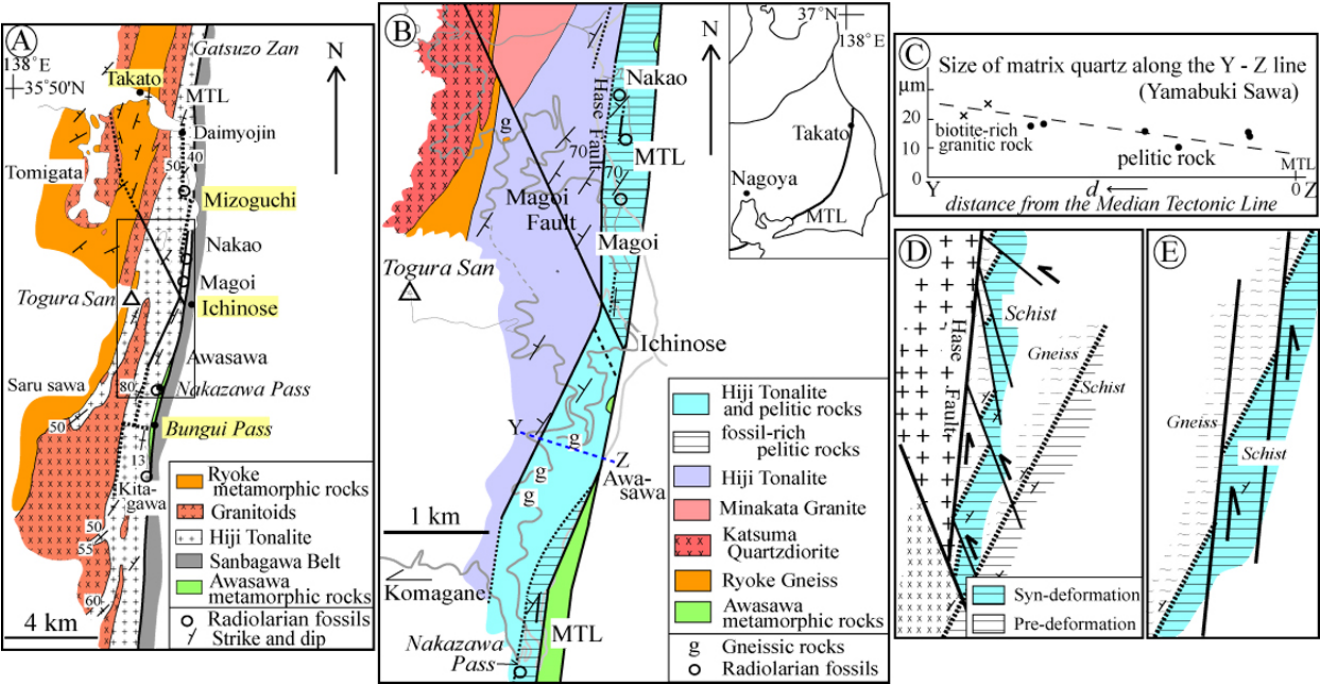 A
Gatsuzo Zan
138°E
35°50'N
Takato
N
MTL
Daimyojin
40
50
Tomigata
Mizoguchi
Nakao
Magoi
Togura San
Ichinose
Awasawa
Saru sawa
80
Nakazawa Pass
50
Bungui Pass
13
Kita-
gawa
50
55
60
4 km
Ryoke
metamorphic rocks
Granitoids
Hiji Tonalite
Sanbagawa Belt
Awasawa
metamorphic rocks
Radiolarian fossils
Strike and dip
B
N
Nakao
Hase Fault
g
70
MTL
70
Magoi
Fault
Magoi
Togura San
Ichinose
Y
g
Z
g
Awa-
sawa
g
1 km
Komagane
Nakazawa
Pass
MTL
37°N
138°E
Takato
Nagoya
MTL
Hiji Tonalite
and pelitic rocks
fossil-rich
pelitic rocks
Hiji Tonalite
Minakata Granite
Katsuma
Quartzdiorite
Ryoke Gneiss
Awasawa
metamorphic rocks
g Gneissic rocks
Radiolarian fossils
C
Size of matrix quartz along the Y - Z line
(Yamabuki Sawa)
μm
20
10
0
biotite-rich
granitic rock
pelitic rock
MTL
Y
d
0 Z
distance from the Median Tectonic Line
D
Hase Fault
Schist
Gneiss
Schist
Syn-deformation
Pre-deformation
E
Gneiss
Schist